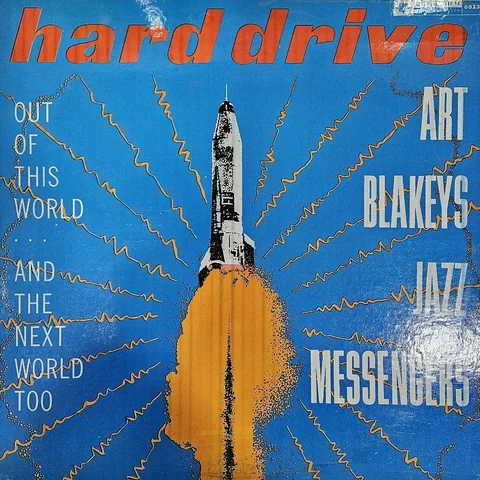 hard drive
OUT
OF
THIS
WORLD
. . .
AND
THE
NEXT
WORLD
TOO
ART
BLAKEYS
JAZZ
MESSENGERS